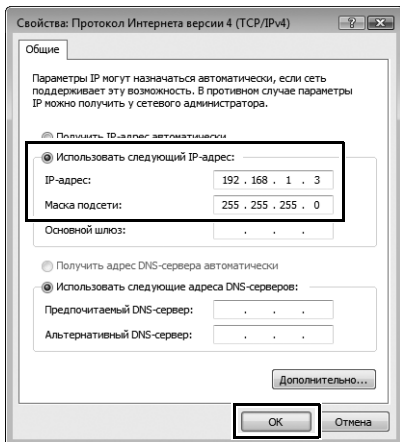 Свойства: Протокол Интернета версии 4 (TCP/IPv4)
Общие
Параметры IP могут назначаться автоматически, если сеть
поддерживает эту возможность. В противном случае параметры
IP можно получить у сетевого администратора.
Получить IP-адрес автоматически
Использовать следующий IP-адрес:
IP-адрес: 192 . 168 . 1 . 3
Маска подсети: 255 . 255 . 255 . 0
Основной шлюз: . . .
Получить адрес DNS-сервера автоматически
Использовать следующие адреса DNS-серверов:
Предпочитаемый DNS-сервер: . . .
Альтернативный DNS-сервер: . . .
Дополнительно...
ОК Отмена